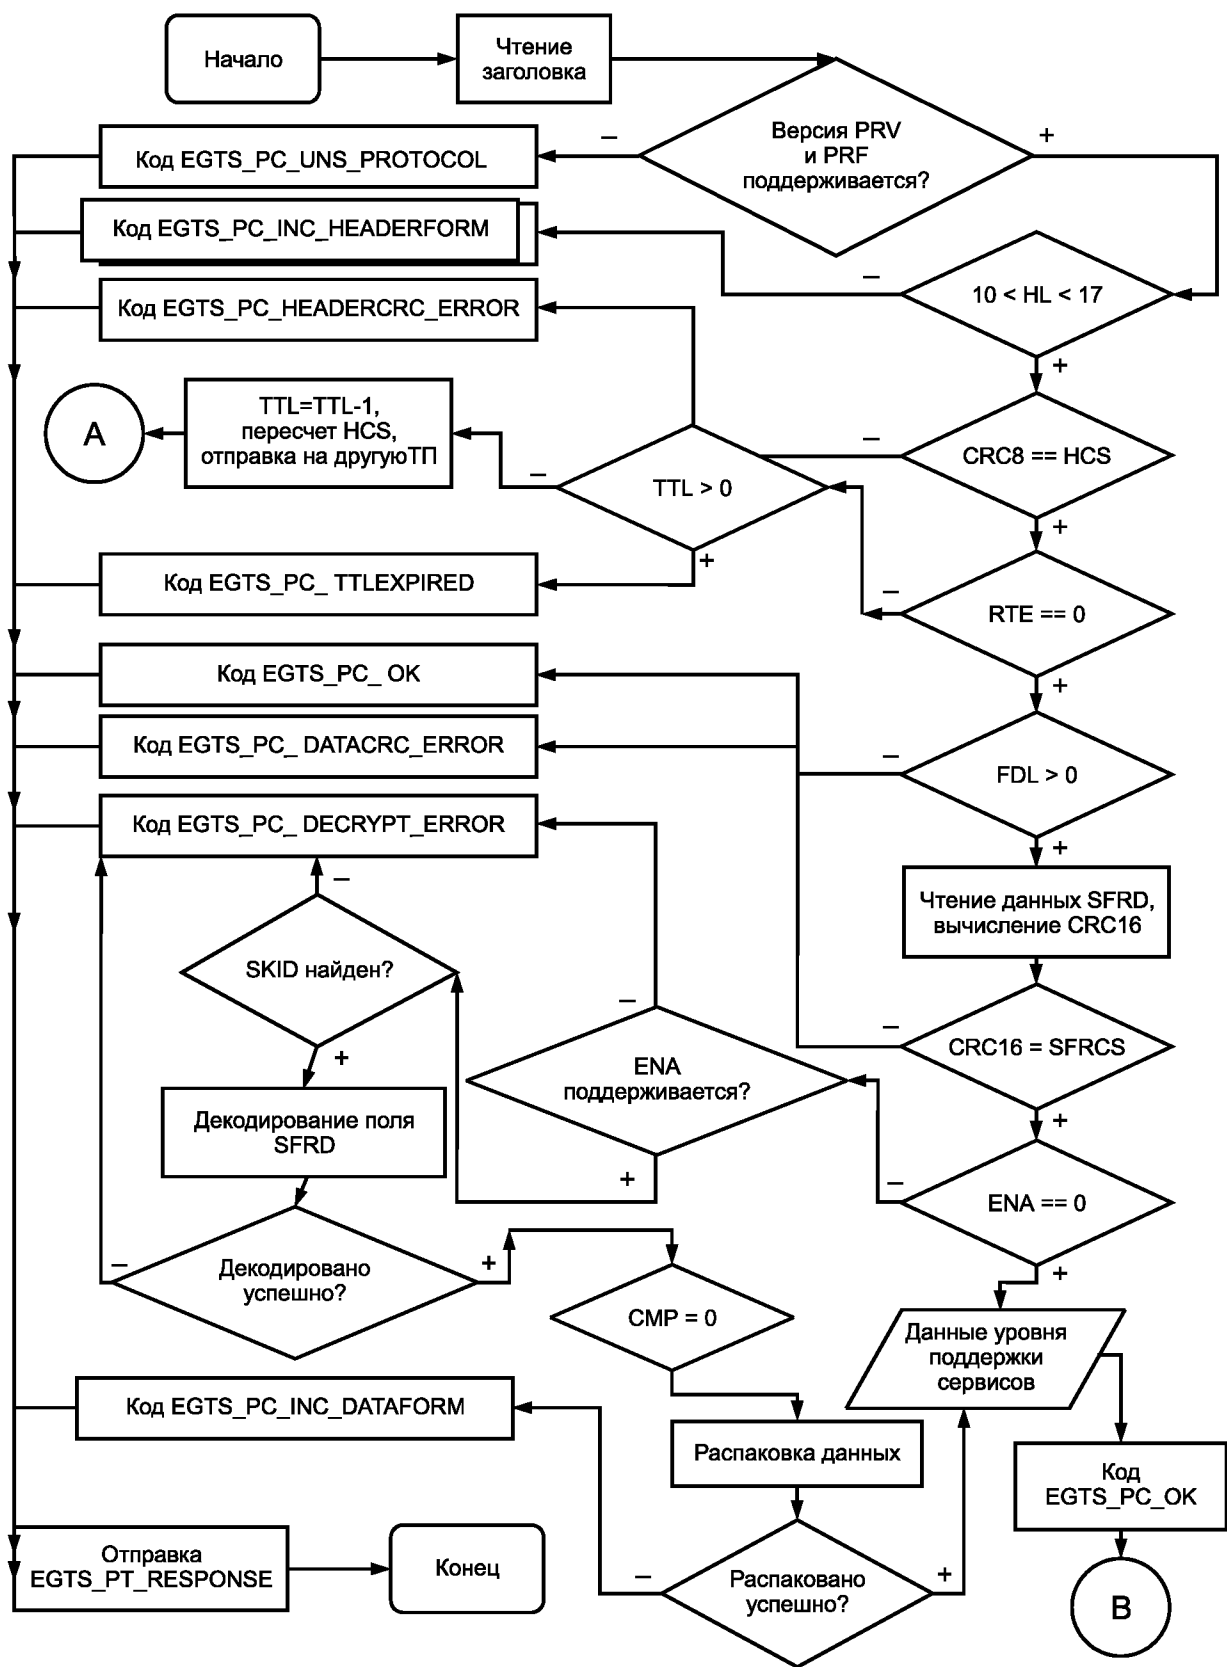 Начало
Чтение
заголовка
Версия PRV
и PRF
поддерживается?
–
+
Код EGTS_PC_UNS_PROTOCOL
Код EGTS_PC_INC_HEADERFORM
–
10 < HL < 17
Код EGTS_PC_HEADERCRC_ERROR
+
TTL=TTL-1,
пересчет HCS,
отправка на другуюТП
A
–
CRC8 == HCS
–
TTL > 0
+
+
Код EGTS_PC_ TTLEXPIRED
–
RTE == 0
Код EGTS_PC_ OK
+
Код EGTS_PC_ DATACRC_ERROR
–
FDL > 0
Код EGTS_PC_ DECRYPT_ERROR
+
–
Чтение данных SFRD,
вычисление CRC16
SKID найден?
–
–
CRC16 = SFRCS
+
ENA
поддерживается?
+
Декодирование поля
SFRD
+
–
ENA == 0
–
Декодировано
успешно?
+
+
CMP = 0
Данные уровня
поддержки
сервисов
Код EGTS_PC_INC_DATAFORM
Распаковка данных
Код
EGTS_PC_OK
Отправка
EGTS_PT_RESPONSE
Конец
–
Распаковано
успешно?
+
B